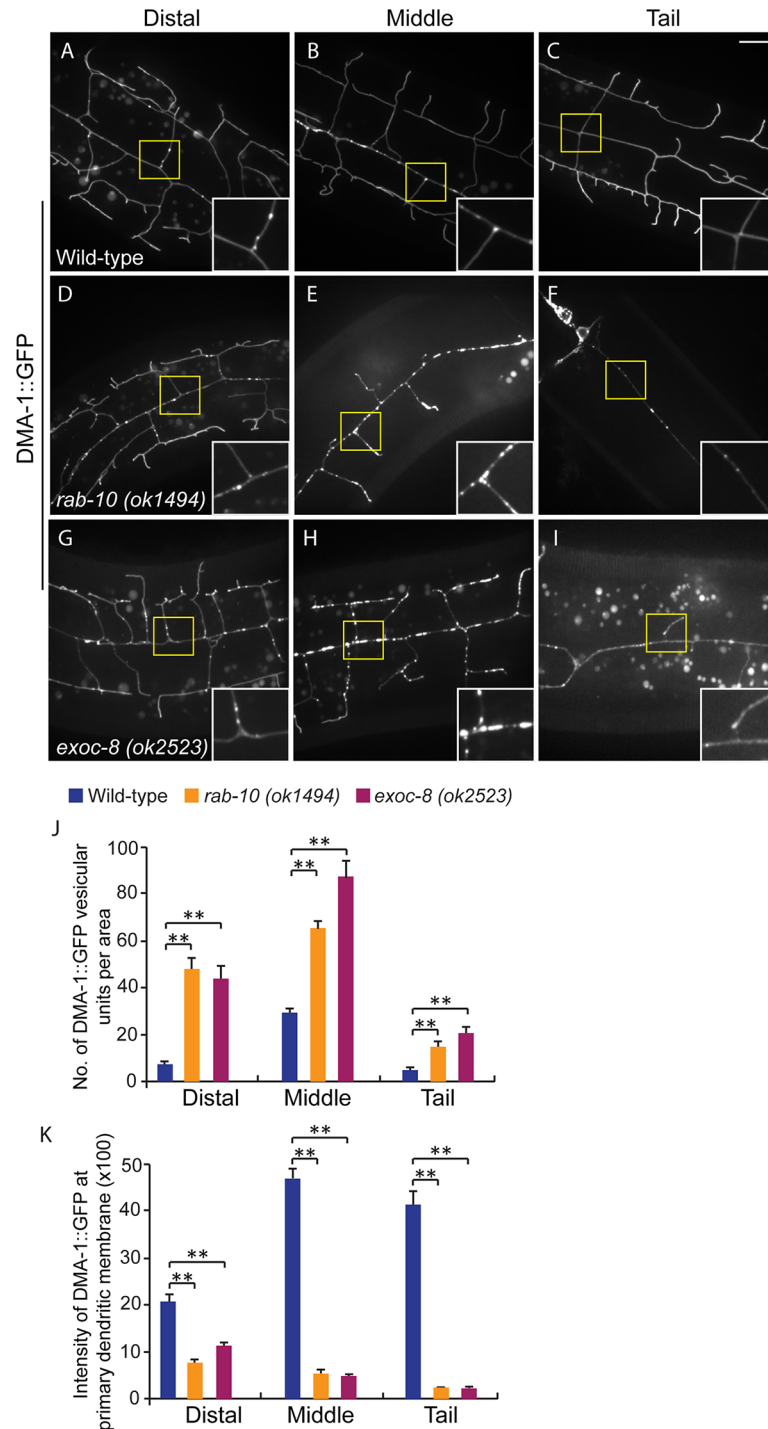 Distal Middle Tail
A B C
Wild-type
DMA-1::GFP
D E F
rab-10 (ok1494)
G H I
exoc-8 (ok2523)
Wild-type rab-10 (ok1494) exoc-8 (ok2523)
J
No. of DMA-1::GFP vesicular
units per area
100
80
60
40
20
0
**
**
**
**
**
**
Distal Middle Tail
K
Intensity of DMA-1::GFP at
primary dendritic membrane (x100)
50
40
30
20
10
0
**
**
**
**
**
**
Distal Middle Tail